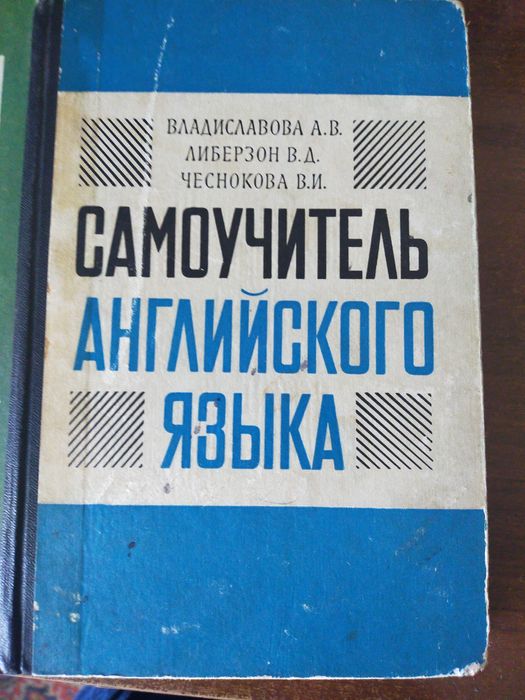 ВЛАДИСЛАВОВА А.В.
ЛИБЕРЗОН В.Д.
ЧЕСНОКОВА В.И.
САМОУЧИТЕЛЬ
АНГЛИЙСКОГО
ЯЗЫКА